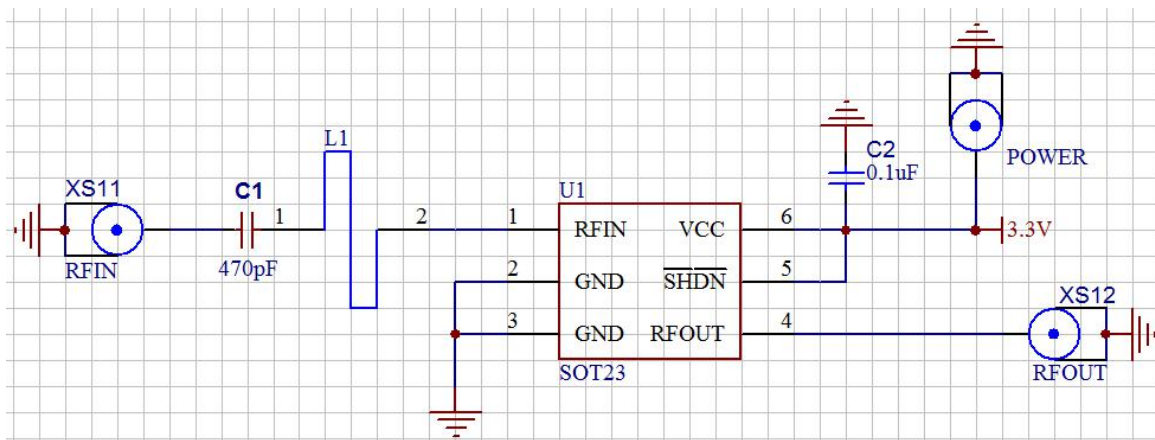 L1
XS11
C1
1
2
RFIN
470pF
U1
1
RFIN
VCC
6
2
GND
SHDN
5
3
GND
RFOUT
4
SOT23
C2
0.1uF
POWER
3.3V
XS12
RFOUT